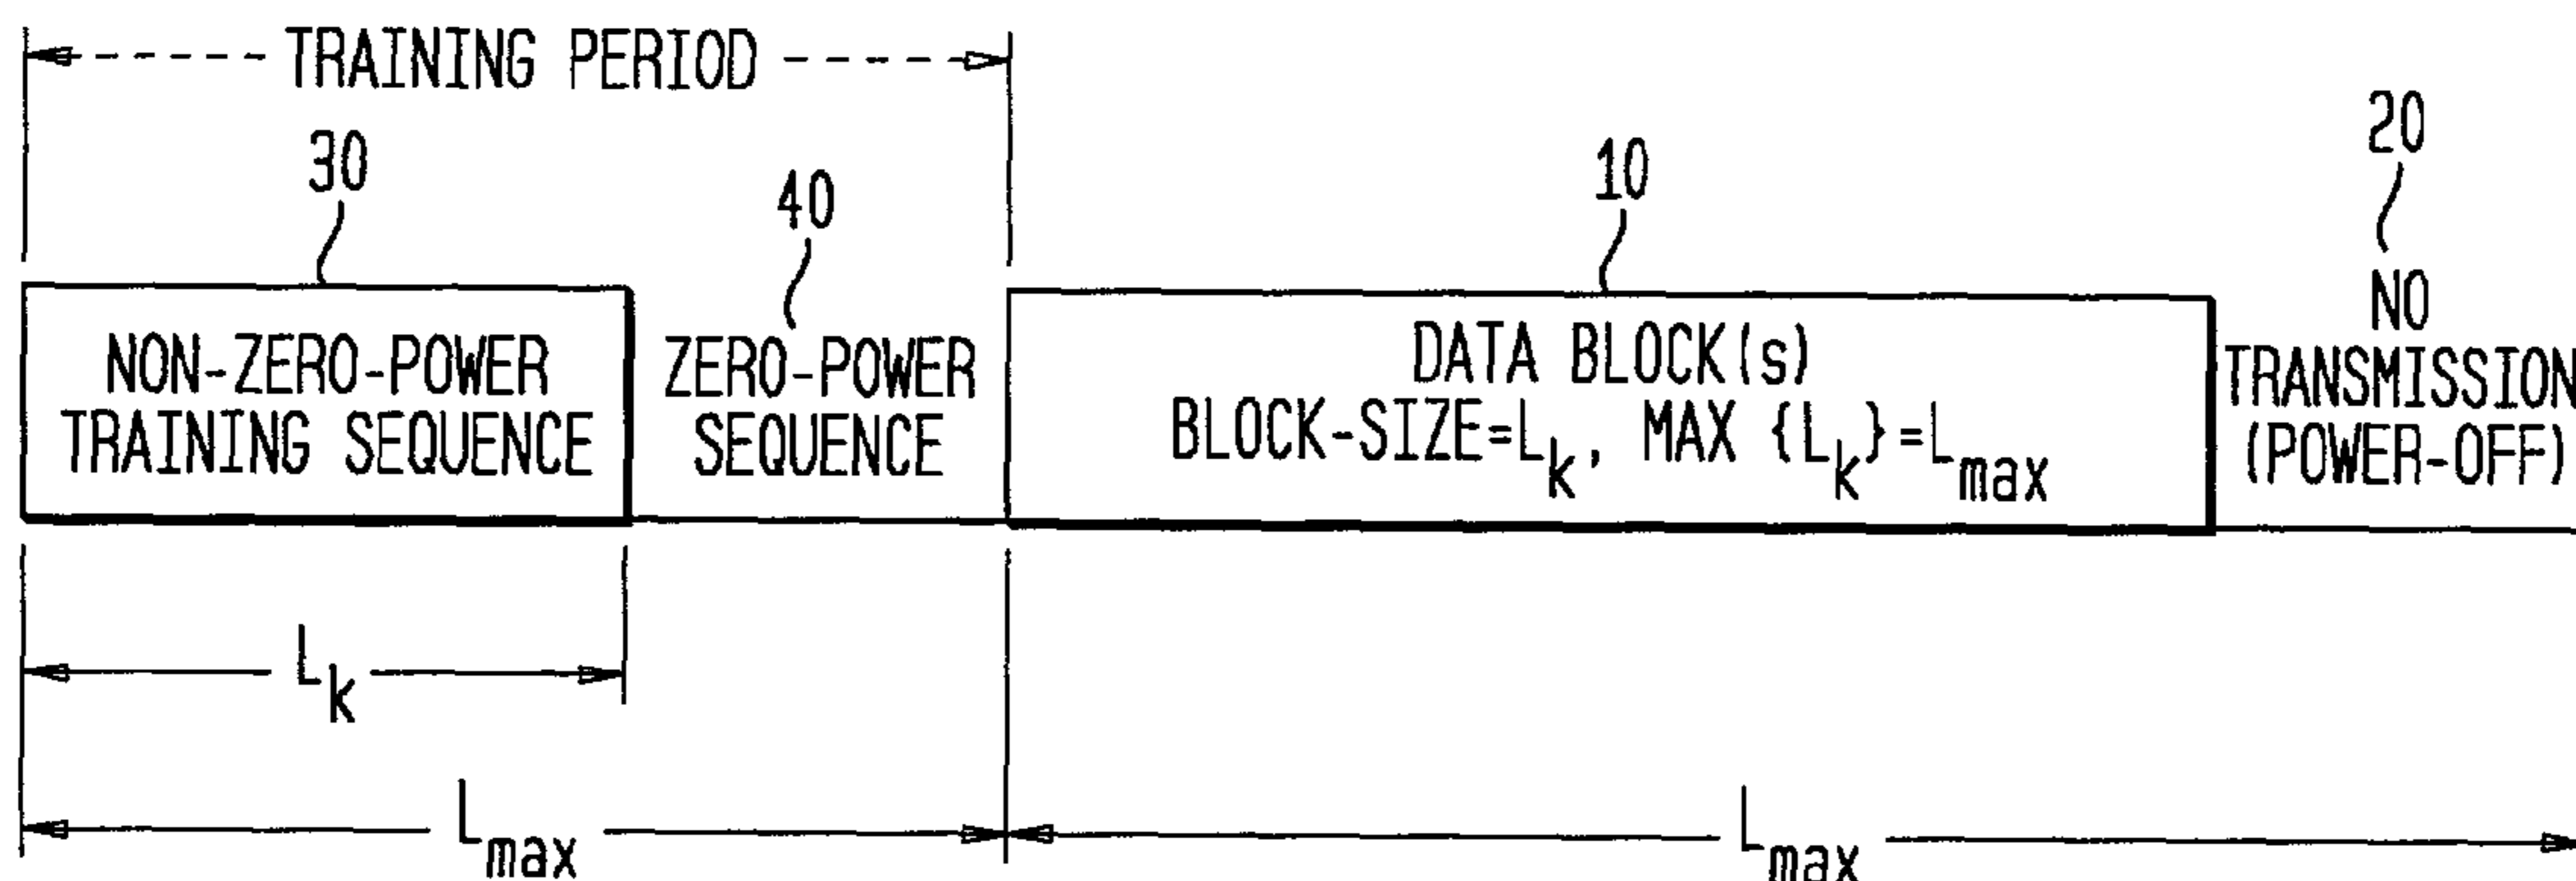 TRAINING PERIOD
30
40
10
20
NON-ZERO-POWER
TRAINING SEQUENCE
ZERO-POWER
SEQUENCE
DATA BLOCK(s)
BLOCK-SIZE=Lk, MAX {Lk}=Lmax
NO
TRANSMISSION
(POWER-OFF)
Lk
Lmax
Lmax